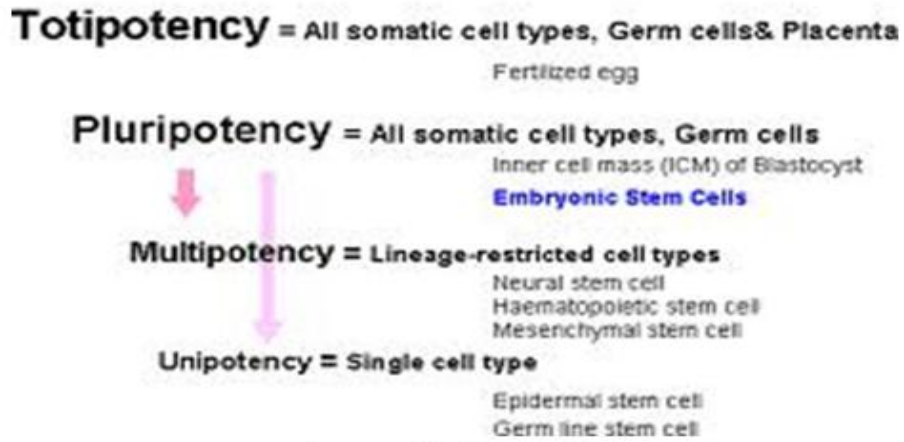 Totipotency = All somatic cell types, Germ cells& Placenta
Fertilized egg
Pluripotency = All somatic cell types, Germ cells
Inner cell mass (ICM) of Blastocyst
Embryonic Stem Cells
Multipotency = Lineage-restricted cell types
Neural stem cell
Haematopoietic stem cell
Mesenchymal stem cell
Unipotency = Single cell type
Epidermal stem cell
Germ line stem cell